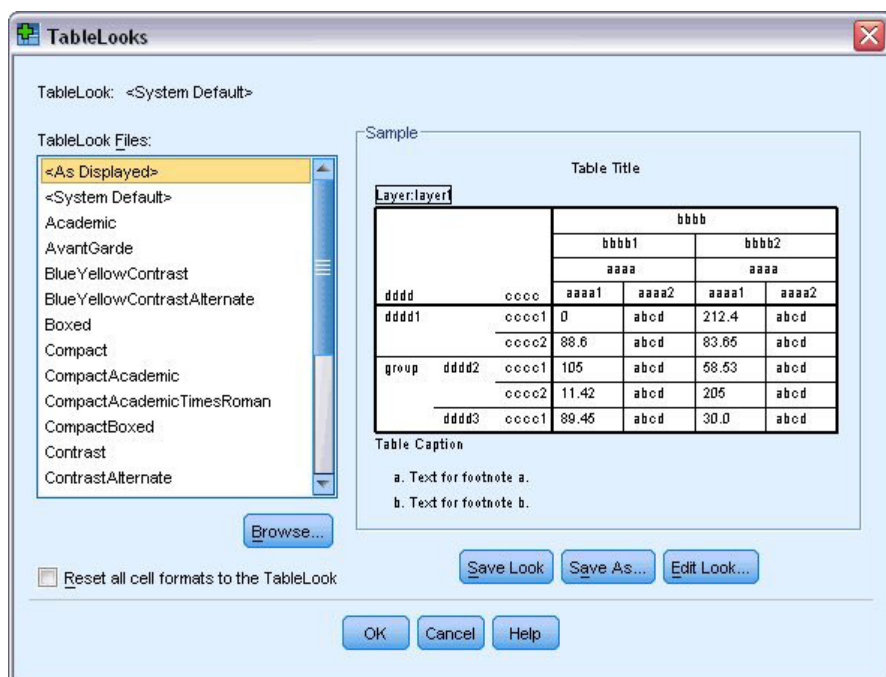 TableLooks
TableLook: <System Default>
TableLook Files:
<As Displayed>
<System Default>
Academic
AvantGarde
BlueYellowContrast
BlueYellowContrastAlternate
Boxed
Compact
CompactAcademic
CompactAcademicTimesRoman
CompactBoxed
Contrast
ContrastAlternate
Browse...
Reset all cell formats to the TableLook
Sample
Table Title
Layer:layer1
bbbb
bbbb1 bbbb2
aaaa aaaa
dddd cccc aaaa1 aaaa2 aaaa1 aaaa2
dddd1 cccc1 0 abcd 212.4 abcd
cccc2 88.6 abcd 83.65 abcd
group dddd2 cccc1 105 abcd 58.53 abcd
cccc2 11.42 abcd 205 abcd
dddd3 cccc1 89.45 abcd 30.0 abcd
Table Caption
a. Text for footnote a.
b. Text for footnote b.
Save Look Save As... Edit Look...
OK Cancel Help